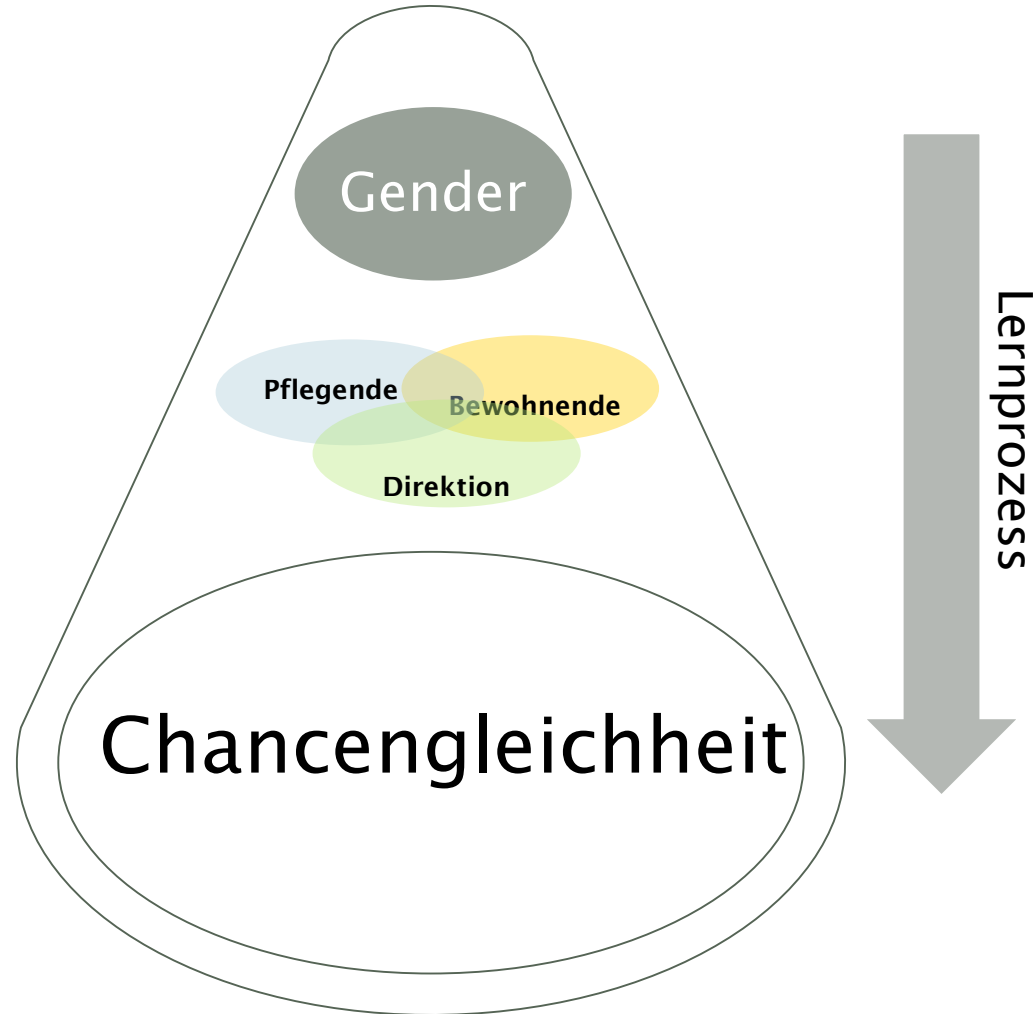 Gender
Pflegende
Bewohnende
Direktion
Chancengleichheit
Lernprozess